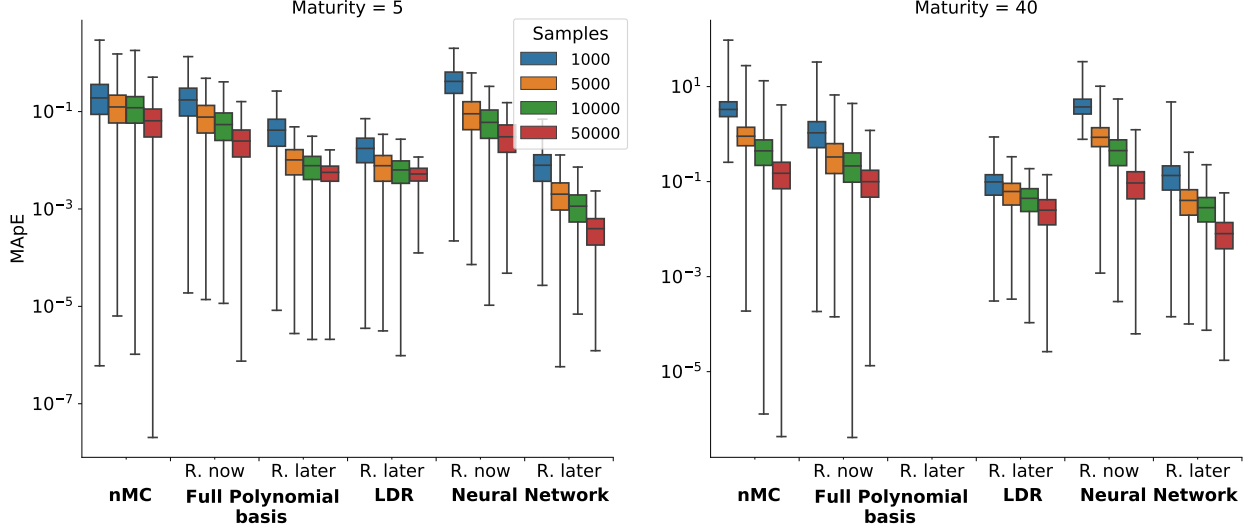 Maturity = 5
Maturity = 40
Samples
1000
5000
10000
50000
MApE
10−1
10−3
10−5
10−7
R. now
R. later
R. later
R. now
R. later
nMC
Full Polynomial
basis
LDR
Neural Network
101
10−1
10−3
10−5
R. now
R. later
R. later
R. now
R. later
nMC
Full Polynomial
basis
LDR
Neural Network